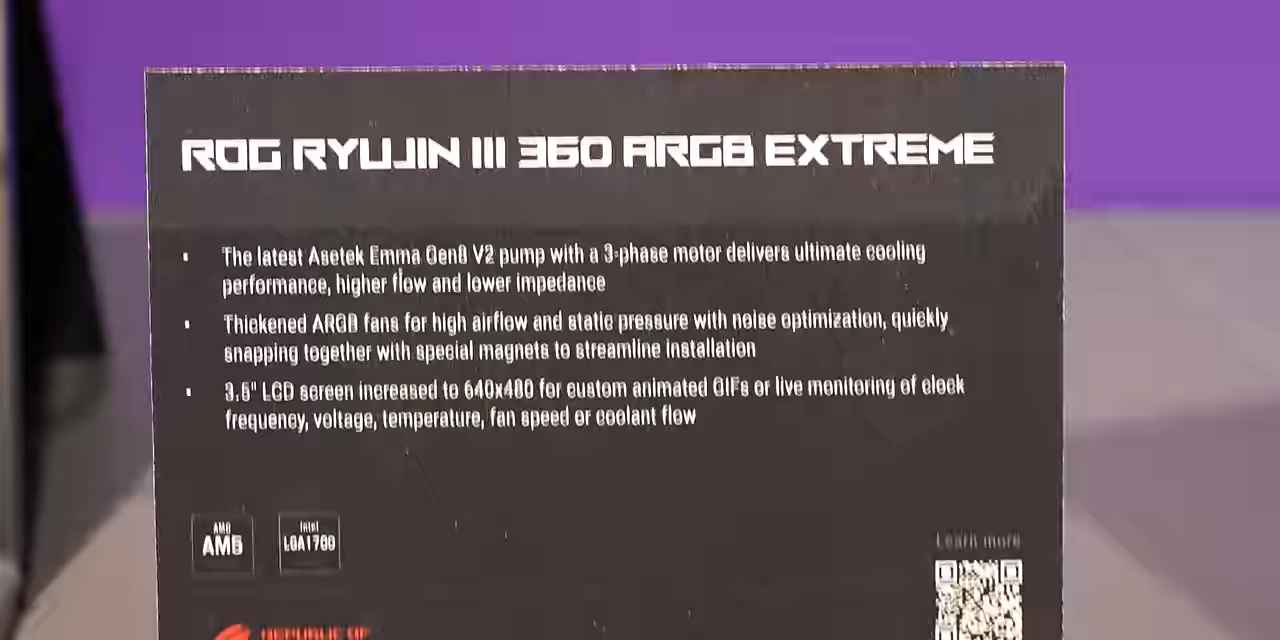 ROG RYUJIN III 360 ARGB EXTREME
▪ The latest Asetek Emma Gen8 V2 pump with a 3-phase motor delivers ultimate cooling
performance, higher flow and lower impedance
▪ Thickened ARGB fans for high airflow and static pressure with noise optimization, quickly
snapping together with special magnets to streamline installation
▪ 3.5" LCD screen increased to 640x480 for custom animated GIFs or live monitoring of clock
frequency, voltage, temperature, fan speed or coolant flow
AMD
AM5
intel
LGA1700
Learn more
REPUBLIC OF